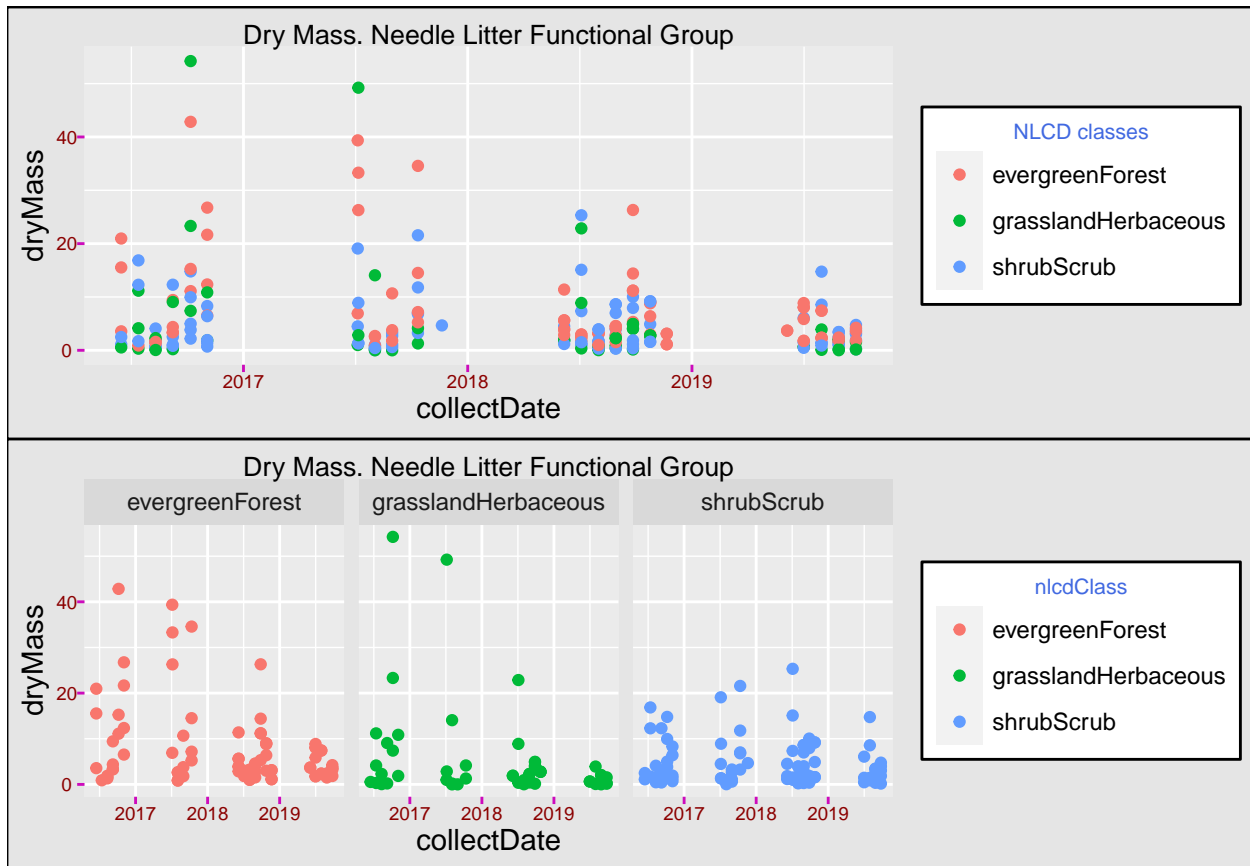 Dry Mass. Needle Litter Functional Group
dryMass
40
20
0
2017 2018 2019
collectDate
NLCD classes
evergreenForest
grasslandHerbaceous
shrubScrub
Dry Mass. Needle Litter Functional Group
evergreenForest grasslandHerbaceous shrubScrub
dryMass
40
20
0
2017 2018 2019 2017 2018 2019 2017 2018 2019
collectDate
nlcdClass
evergreenForest
grasslandHerbaceous
shrubScrub